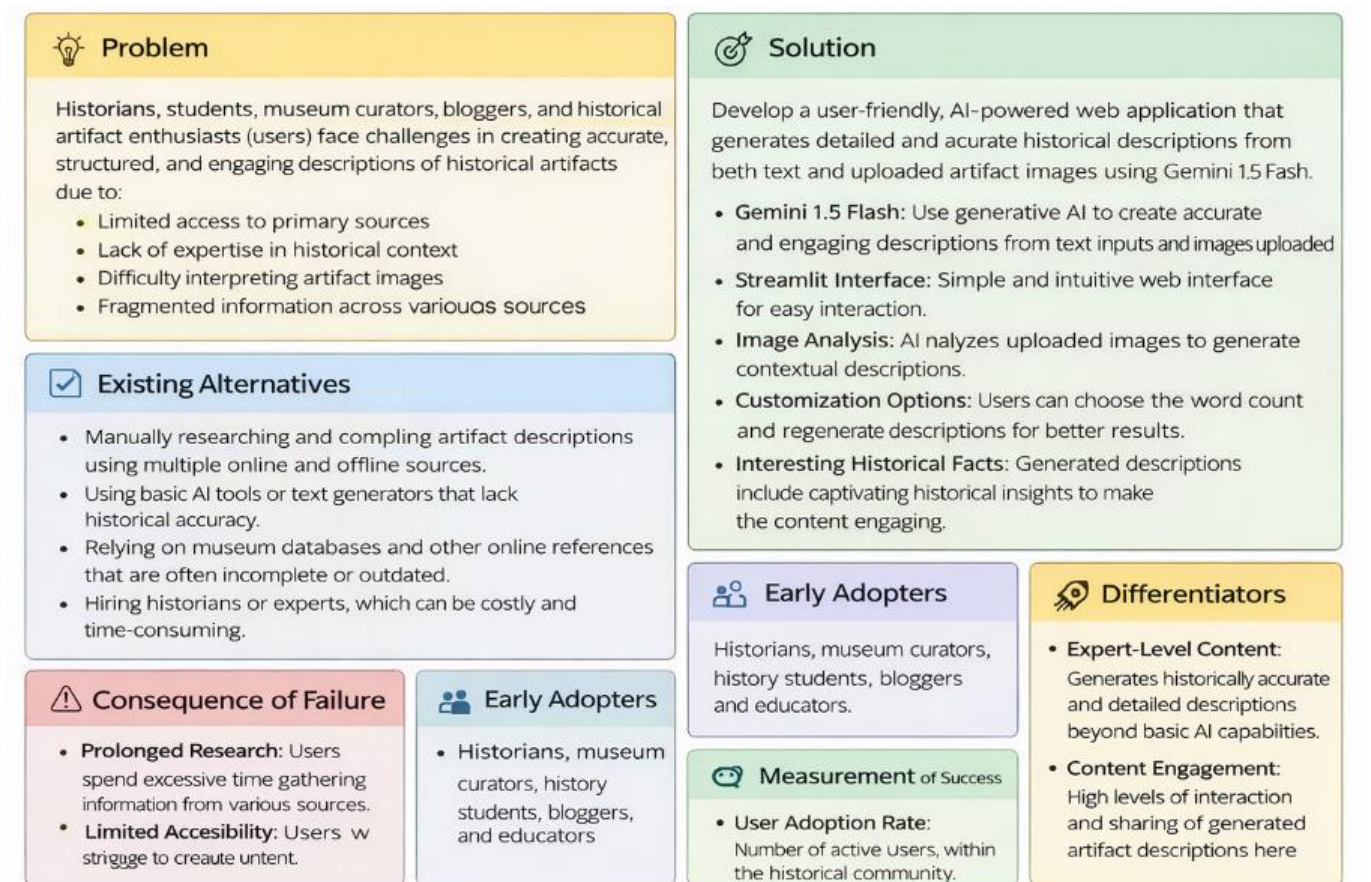 Problem
Historians, students, museum curators, bloggers, and historical
artifact enthusiasts (users) face challenges in creating accurate,
structured, and engaging descriptions of historical artifacts
due to:
• Limited access to primary sources
• Lack of expertise in historical context
• Difficulty interpreting artifact images
• Fragmented information across variouas sources
Existing Alternatives
• Manually researching and compling artifact descriptions
using multiple online and offline sources.
• Using basic AI tools or text generators that lack
historical accuracy.
• Relying on museum databases and other online references
that are often incomplete or outdated.
• Hiring historians or experts, which can be costly and
time-consuming.
Consequence of Failure
• Prolonged Research: Users
spend excessive time gathering
information from various sources.
• Limited Accesibility: Users w
to
Early Adopters
• Historians, museum
curators, history
students, bloggers,
and educators
Solution
Develop a user-friendly, AI-powered web application that
generates detailed and acurate historical descriptions from
beth text and uploaded artifact images using Gemini 1.5 Fash.
• Gemini 1.5 Flash: Use generative AI to create accurate
and engaging descriptions from text inputs and images uploaded
• Streamlit Interface: Simple and intuitive web interface
for easy interaction.
• Image Analysis: AI nalyzes uploaded images to generate
contextual descriptions.
• Customization Options: Users can choose the word count
and regenerate descriptions for better results.
• Interesting Historical Facts: Generated descriptions
include captivating historical insights to make
the content engaging.
Early Adopters
Historians, museum curators,
history students, bloggers
and educators.
Measurement of Success
• User Adoption Rate:
Number of active users, within
the historical community.
Differentiators
• Expert-Level Content:
Generates historically accurate
and detailed descriptions
beyond basic AI capabiities.
• Content Engagement:
High levels of interaction
and sharing of generated
artifact descriptions here